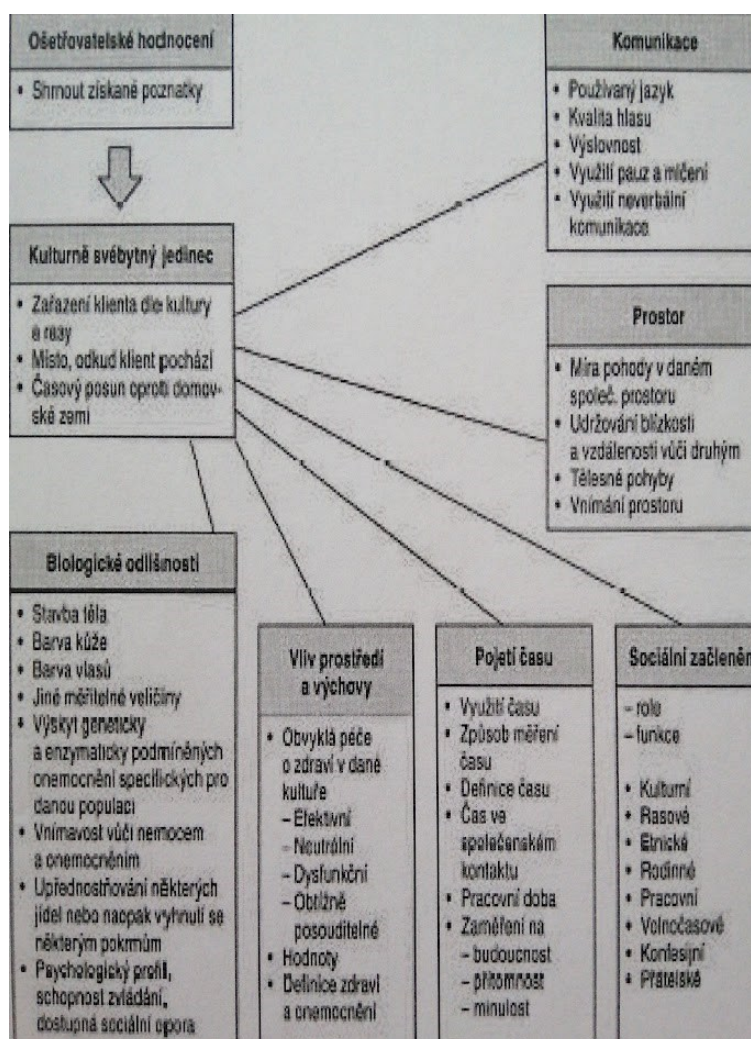 Ošetřovatelské hodnocení
• Shrnout získané poznatky
Kulturně svébytný jedinec
• Zařazení klienta dle kultury
a rasy
• Místo, odkud klient pochází
• Časový posun oproti domov-
ské zemi
Komunikace
• Používaný jazyk
• Kvalita hlasu
• Výslovnost
• Využití pauz a mlčení
• Využití neverbální
komunikace
Prostor
• Míra pohody v daném
společ. prostoru
• Udržování blízkosti
a vzdálenosti vůči druhým
• Tělesné pohyby
• Vnímání prostoru
Biologické odlišnosti
• Stavba těla
• Barva kůže
• Barva vlasů
• Jiné měřitelné veličiny
• Výskyt geneticky
a enzymaticky podmíněných
onemocnění specifických pro
danou populaci
• Vnímavost vůči nemocem
a onemocněním
• Upřednostňování některých
jídel nebo naopak vyhnutí se
některým pokrmům
• Psychologický profil,
schopnost zvládání,
dostupná sociální opora
Vliv prostředí
a výchovy
• Obvyklá péče
o zdraví v dané
kultuře
– Efektivní
– Neutrální
– Dysfunkční
– Obtížně
posouditelné
• Hodnoty
• Definice zdraví
a onemocnění
Pojetí času
• Využití času
• Způsob měření
času
• Definice času
• Čas ve
společenském
kontaktu
• Pracovní doba
• Zaměření na
– budoucnost
– přítomnost
– minulost
Sociální začlenění
– role
– funkce
• Kulturní
• Rasové
• Etnické
• Rodinné
• Pracovní
• Volnočasové
• Konfesijní
• Přátelské